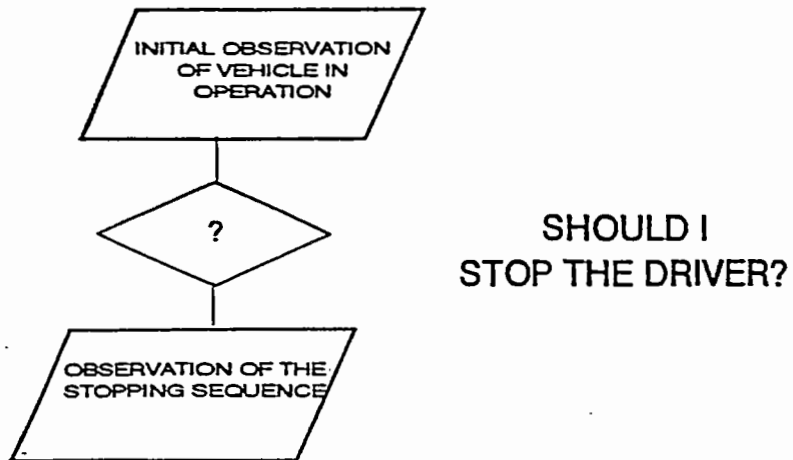 INITIAL OBSERVATION
OF VEHICLE IN
OPERATION
?
SHOULD I
STOP THE DRIVER?
OBSERVATION OF THE
STOPPING SEQUENCE